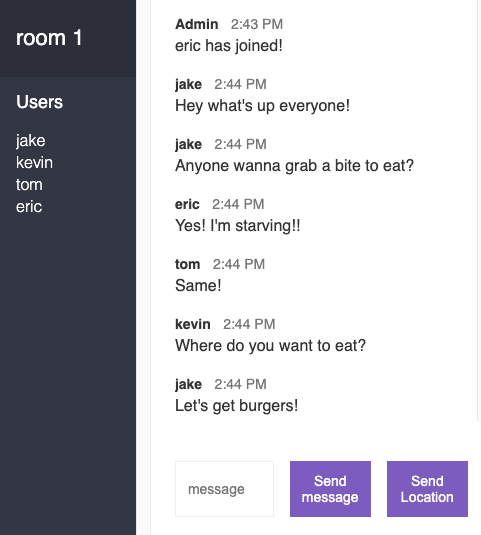 room 1
Users
jake
kevin
tom
eric
Admin 2:43 PM
eric has joined!
jake 2:44 PM
Hey what's up everyone!
jake 2:44 PM
Anyone wanna grab a bite to eat?
eric 2:44 PM
Yes! I'm starving!!
tom 2:44 PM
Same!
kevin 2:44 PM
Where do you want to eat?
jake 2:44 PM
Let's get burgers!
message
Send
message
Send
Location